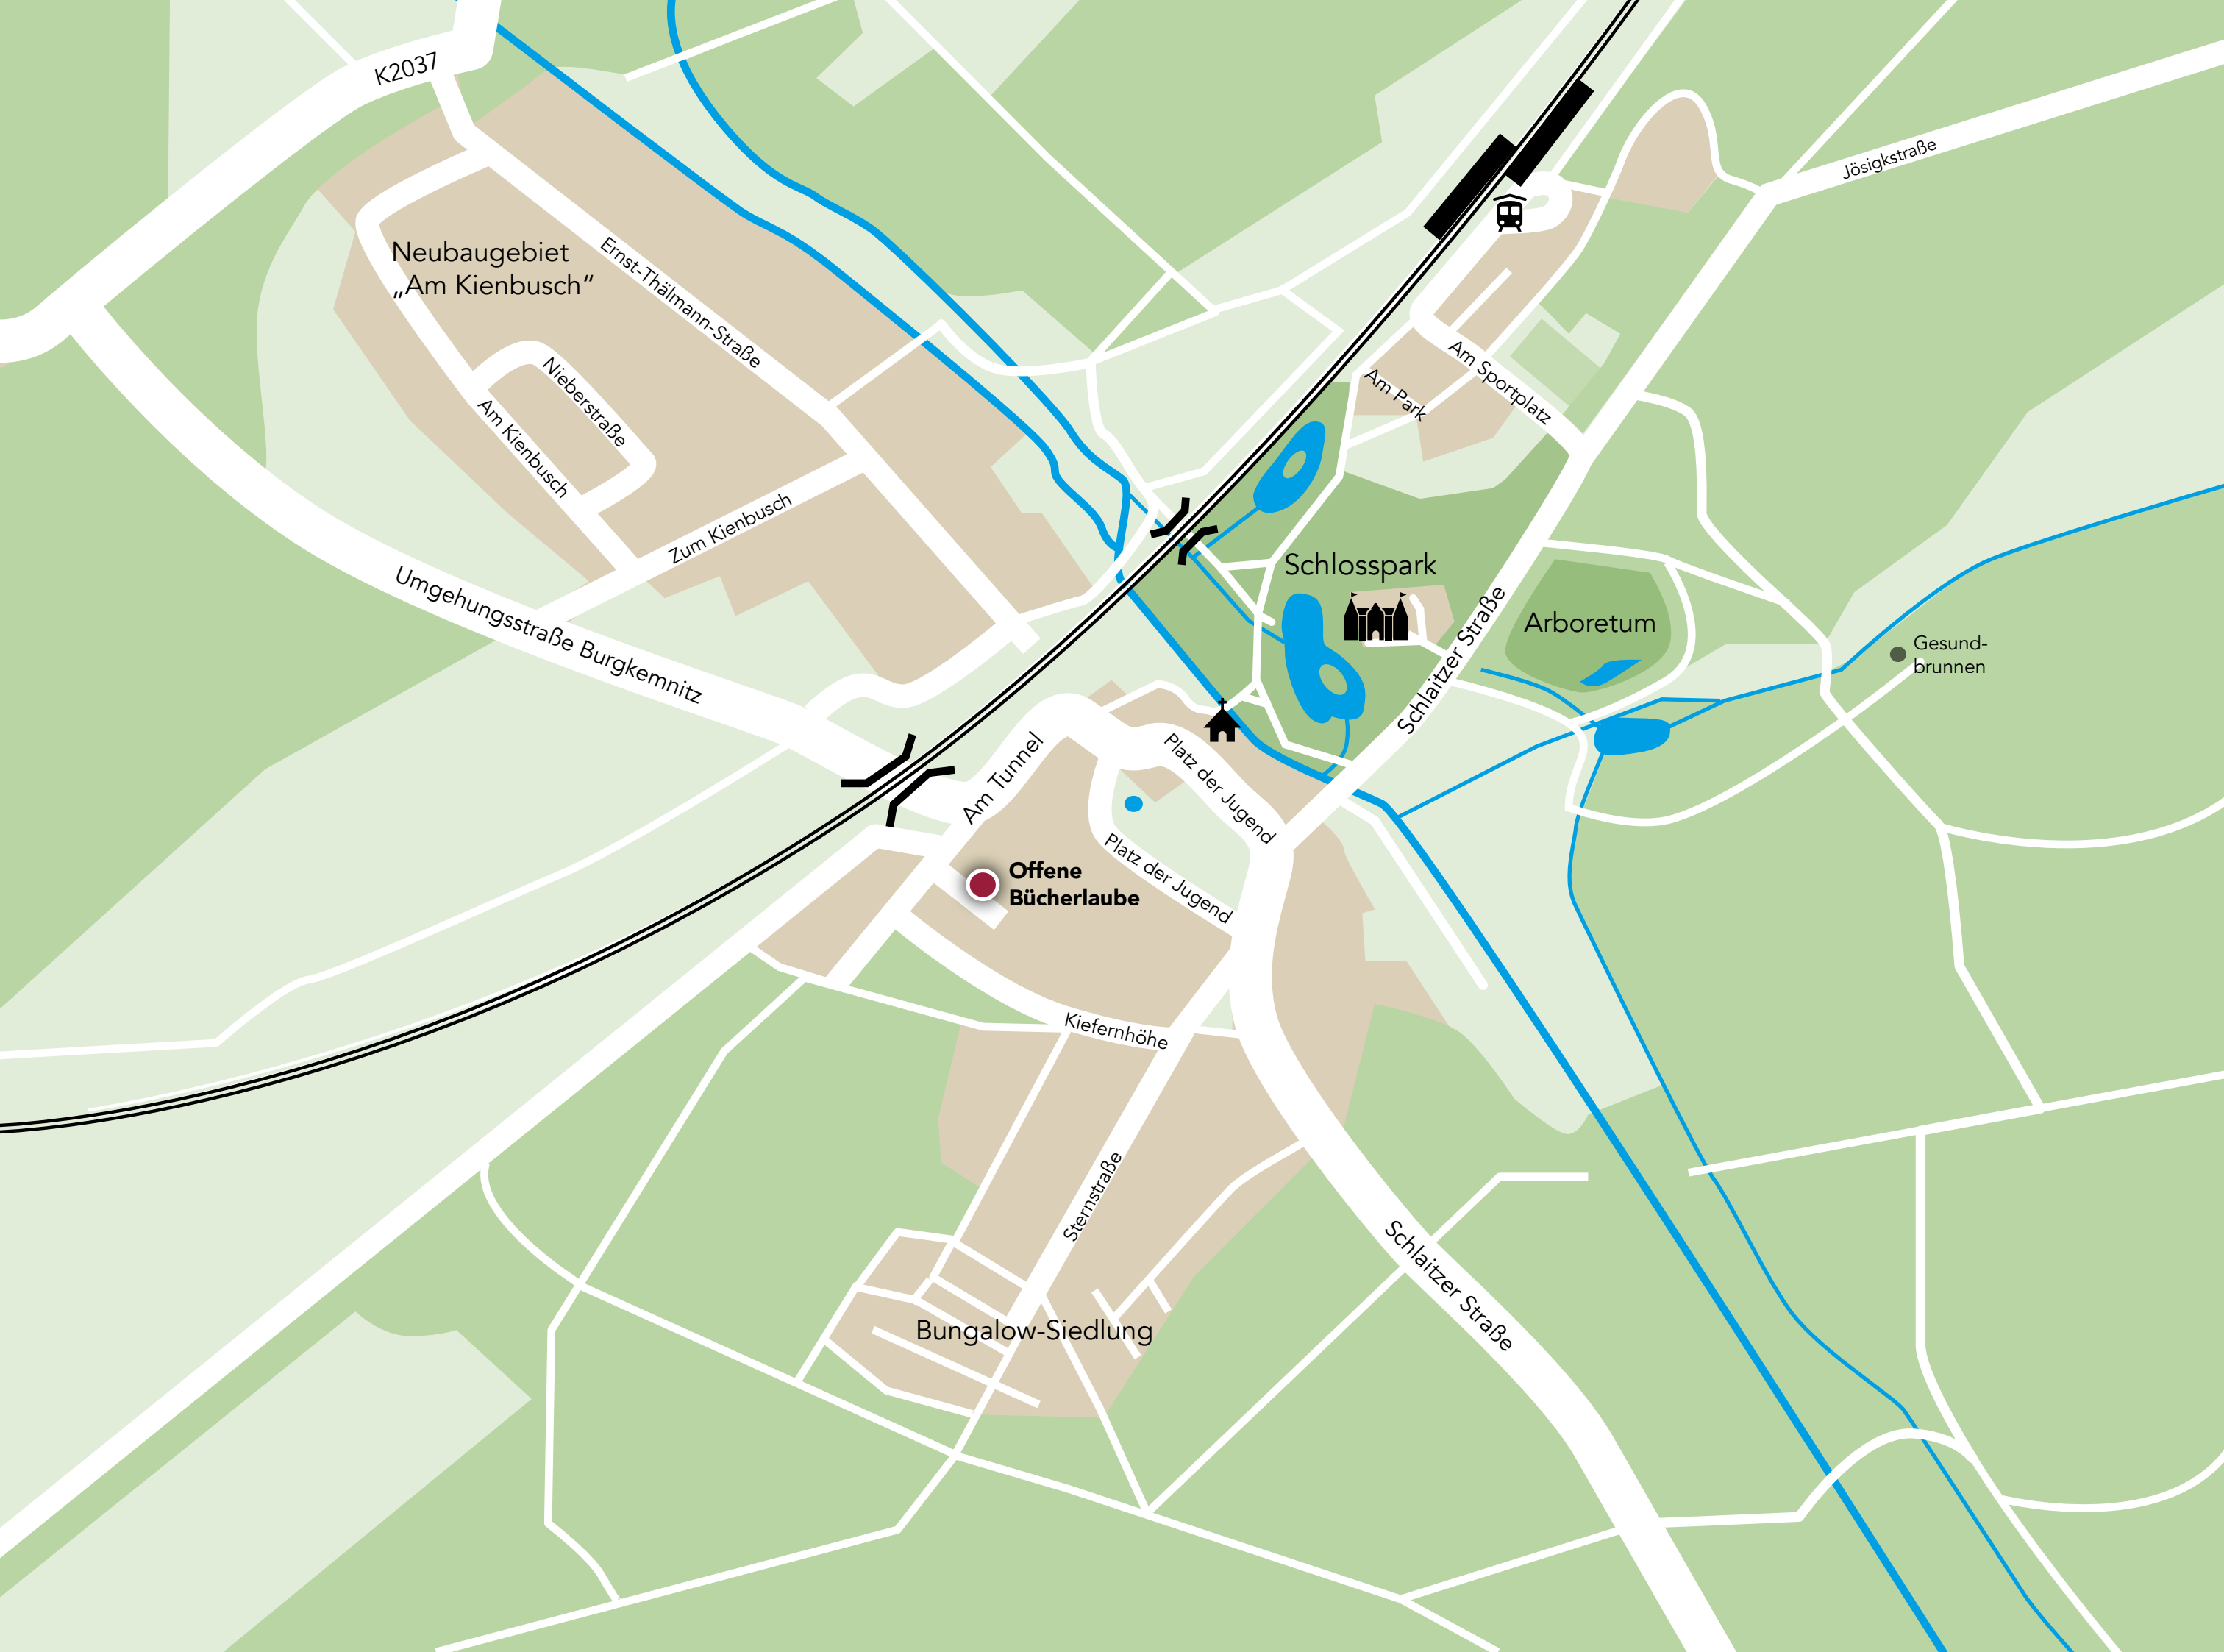 K2037
Jösigkstraße
Neubaugebiet
„Am Kienbusch“
Ernst-Thälmann-Straße
Nieberstraße
Am Kienbusch
Am Sportplatz
Am Park
Zum Kienbusch
Umgehungsstraße Burgkemnitz
Schlosspark
Schlaitzer Straße
Arboretum
Gesund-
brunnen
Am Tunnel
Platz der Jugend
Platz der Jugend
Offene
Bücherlaube
Kiefernhöhe
Sternstraße
Schlaitzer Straße
Bungalow-Siedlung